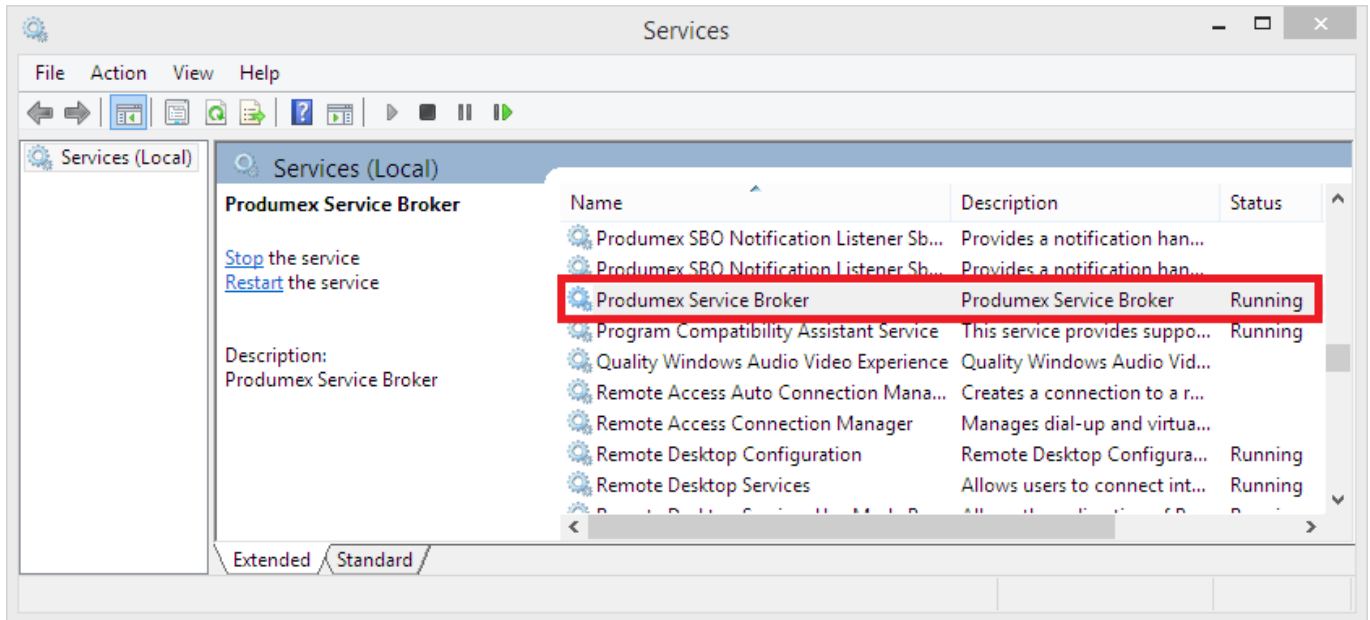 Services
File Action View Help
Services (Local)
Services (Local)
Produmex Service Broker
Stop the service
Restart the service
Description:
Produmex Service Broker
Name Description Status
Produmex SBO Notification Listener Sb... Provides a notification han...
Produmex SBO Notification Listener Sb... Provides a notification han...
Produmex Service Broker Produmex Service Broker Running
Program Compatibility Assistant Service This service provides suppo... Running
Quality Windows Audio Video Experience Quality Windows Audio Vid...
Remote Access Auto Connection Mana... Creates a connection to a r...
Remote Access Connection Manager Manages dial-up and virtua...
Remote Desktop Configuration Remote Desktop Configura... Running
Remote Desktop Services Allows users to connect int... Running
Extended Standard